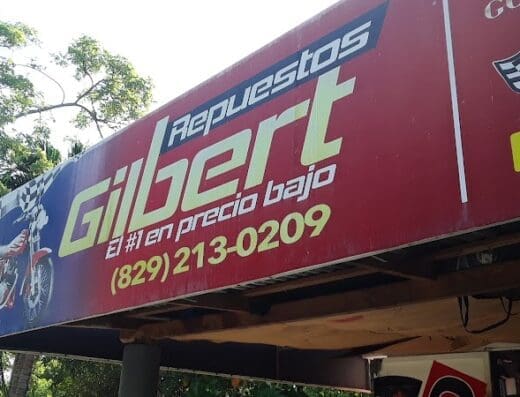 Repuestos
Gilbert
El #1 en precio bajo
(829) 213-0209